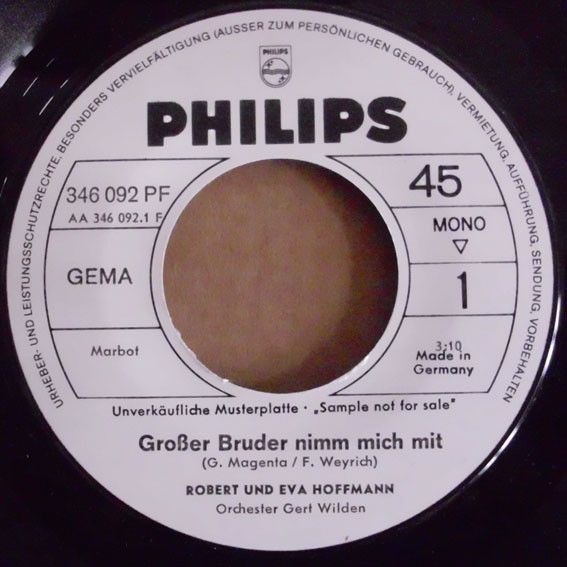 URHEBER- UND LEISTUNGSSCHUTZRECHTE, BESONDERS VERVIELFÄLTIGUNG (AUSSER ZUM PERSÖNLICHEN GEBRAUCH), VERMIETUNG, AUFFÜHRUNG, SENDUNG, VORBEHALTEN
PHILIPS
PHILIPS
346 092 PF
AA 346 092.1 F
45
MONO
GEMA
1
Marbot
3:10
Made in
Germany
Unverkäufliche Musterplatte · „Sample not for sale"
Großer Bruder nimm mich mit
(G. Magenta / F. Weyrich)
ROBERT UND EVA HOFFMANN
Orchester Gert Wilden